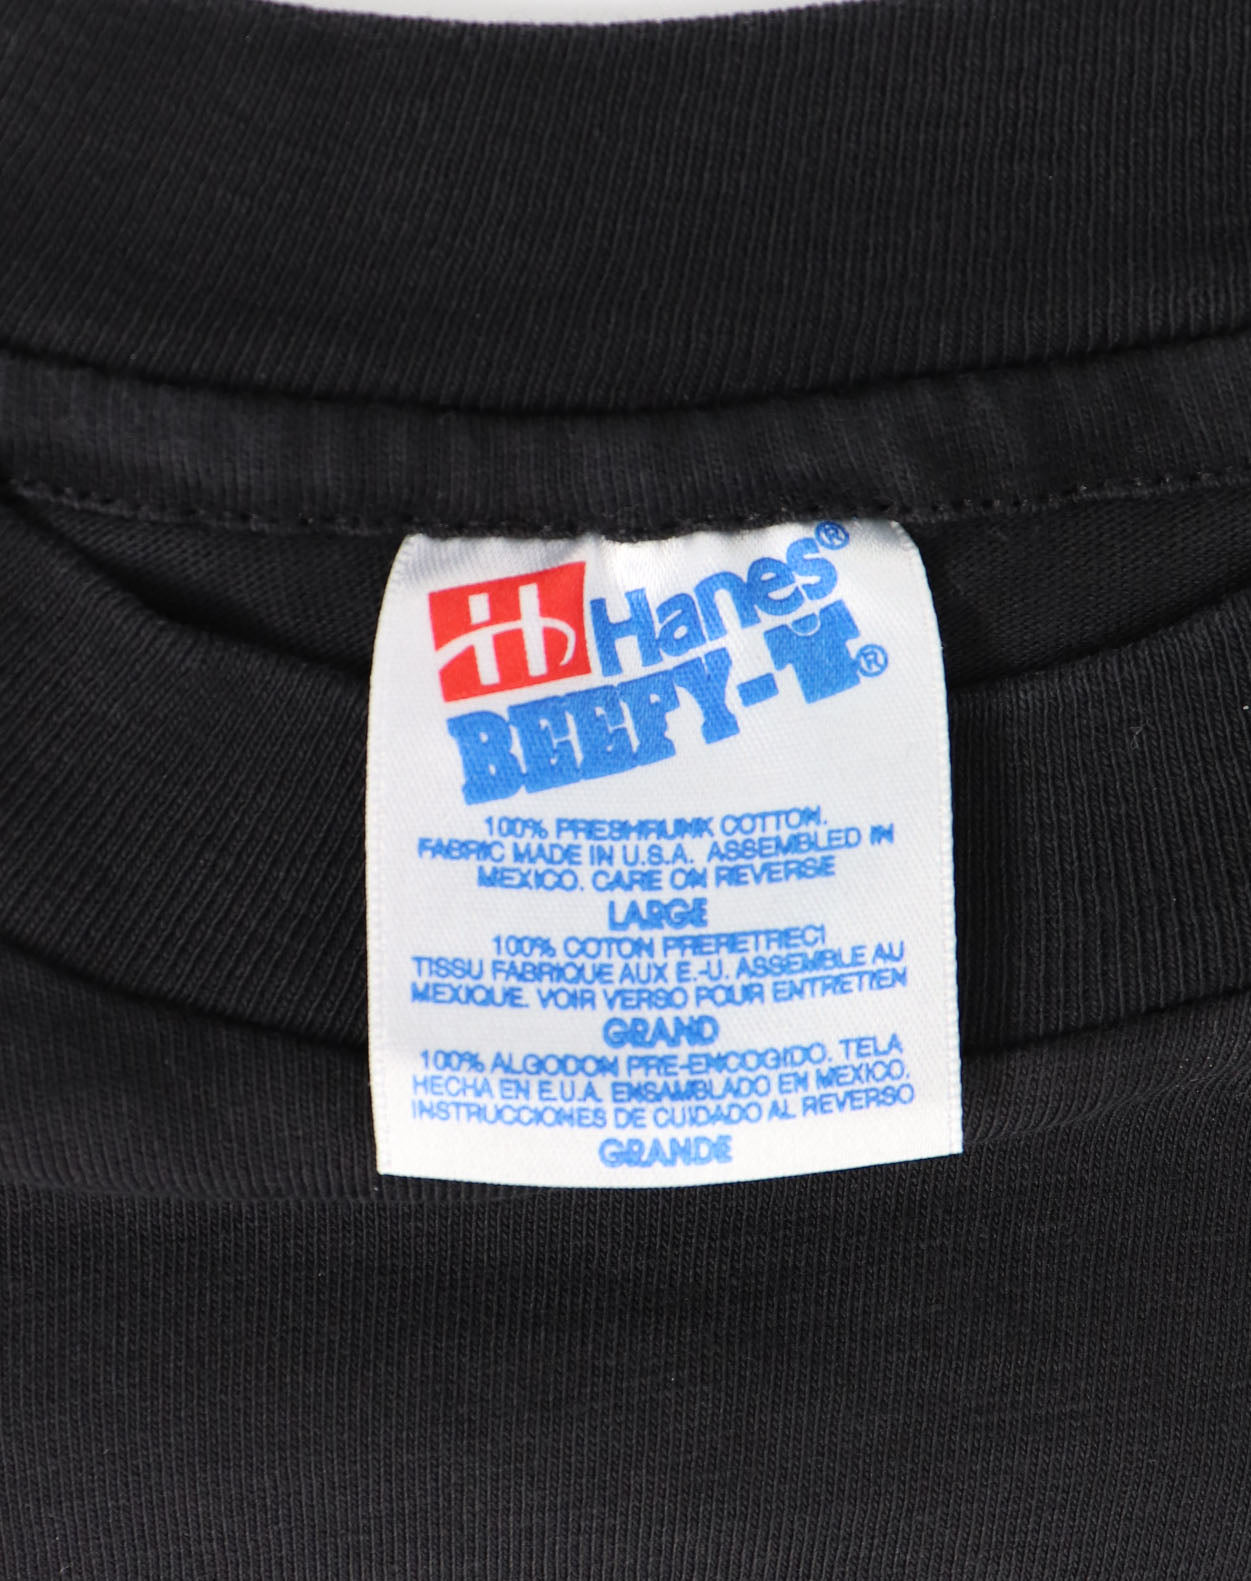 H Hanes®
BEEFY-T®
100% PRESHRUNK COTTON.
FABRIC MADE IN U.S.A. ASSEMBLED IN
MEXICO. CARE ON REVERSE
LARGE
100% COTON PRERETRECI
TISSU FABRIQUE AUX E.-U. ASSEMBLE AU
MEXIQUE. VOIR VERSO POUR ENTRETIEN
GRAND
100% ALGODON PRE-ENCOGIDO. TELA
HECHA EN E.U.A. ENSAMBLADO EN MEXICO.
INSTRUCCIONES DE CUIDADO AL REVERSO
GRANDE